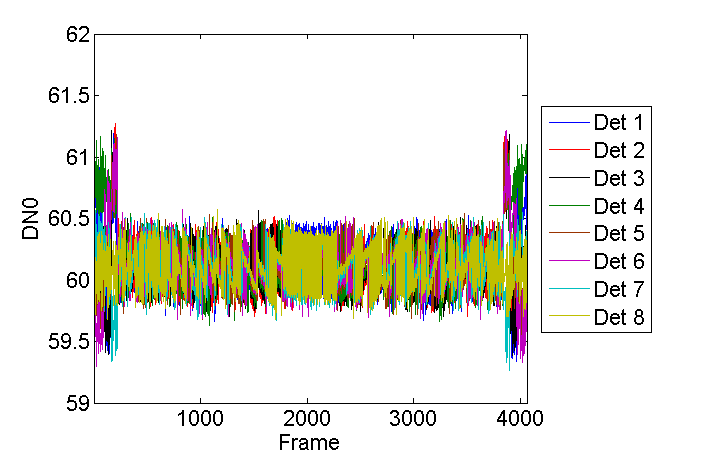 62
61.5
61
60.5
60
59.5
59
DN0
1000
2000
3000
4000
Frame
Det 1
Det 2
Det 3
Det 4
Det 5
Det 6
Det 7
Det 8